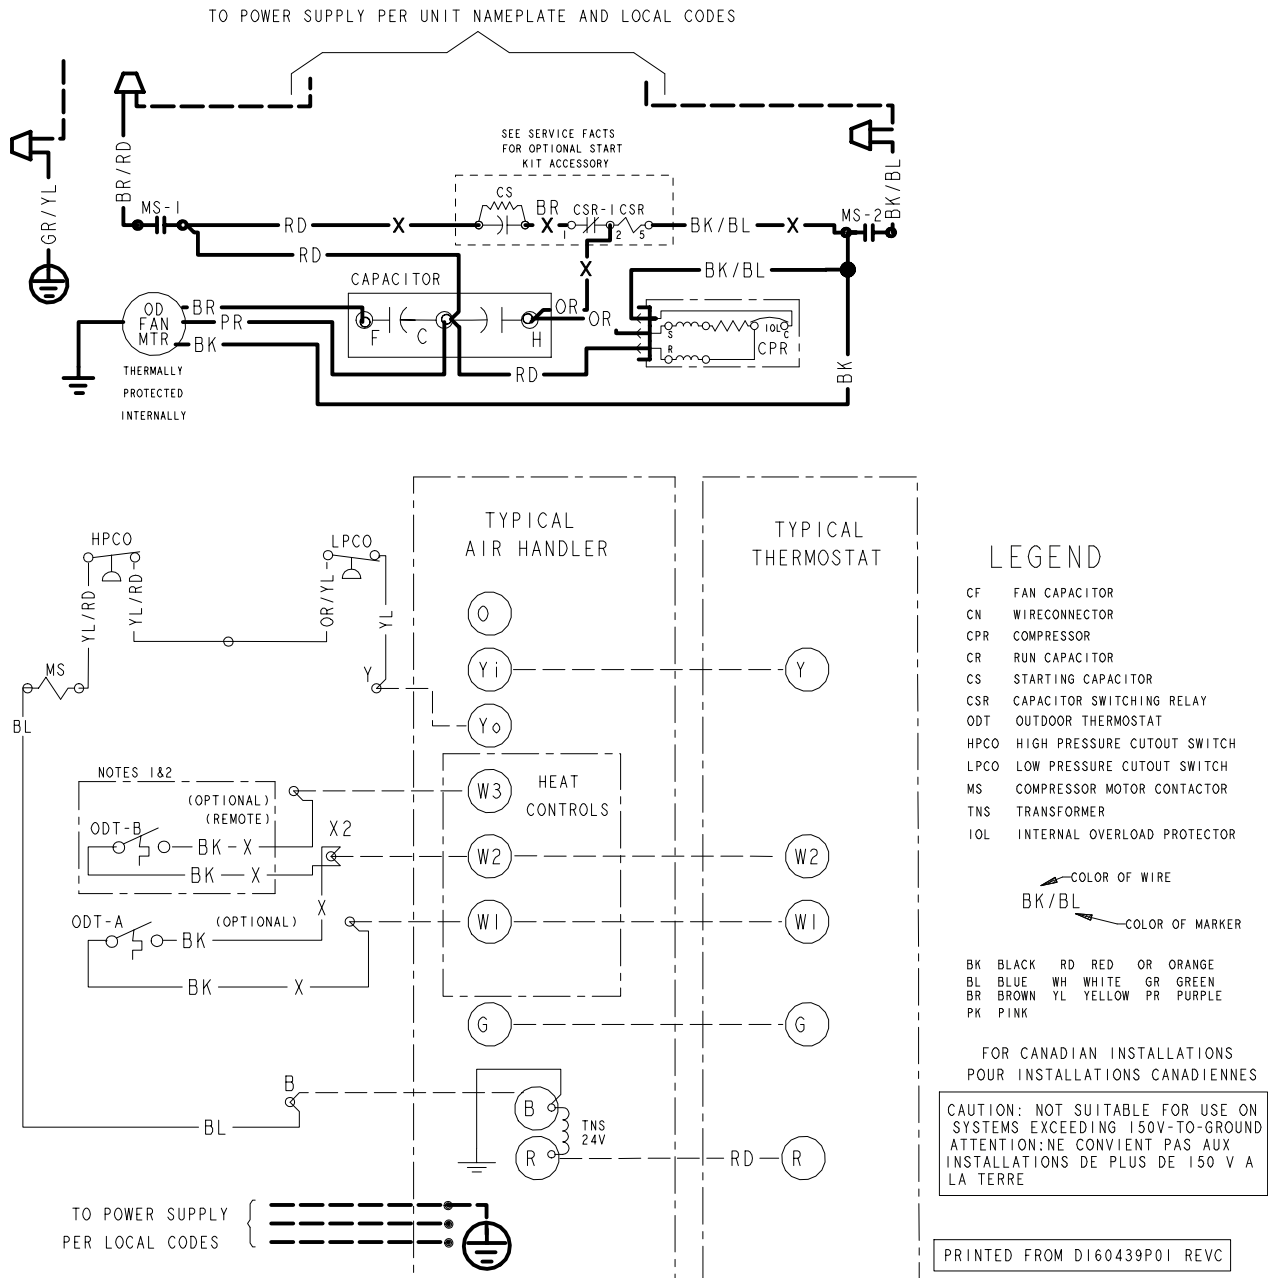 TO POWER SUPPLY PER UNIT NAMEPLATE AND LOCAL CODES
SEE SERVICE FACTS
FOR OPTIONAL START
KIT ACCESSORY
GR/YL
BR/RD
BK/BL
MS-1
RD
X
CS
BR
X
CSR-1
CSR
1
2
5
BK/BL
X
MS-2
RD
X
BK/BL
CAPACITOR
OD
FAN
MTR
BR
PR
BK
F
C
H
OR
OR
S
R
IOL
C
CPR
RD
BK
THERMALLY
PROTECTED
INTERNALLY
TYPICAL
AIR HANDLER
TYPICAL
THERMOSTAT
HPCO
LPCO
YL/RD
YL/RD
OR/YL
YL
MS
BL
Y
O
Yi
Y
Yo
NOTES 1&2
(OPTIONAL)
(REMOTE)
ODT-B
BK-X
BK
X
X2
X
HEAT
CONTROLS
W3
W2
W2
ODT-A
(OPTIONAL)
BK
BK
X
W1
W1
G
G
B
BL
B
R
TNS
24V
RD
R
TO POWER SUPPLY
PER LOCAL CODES
LEGEND
CF FAN CAPACITOR
CN WIRECONNECTOR
CPR COMPRESSOR
CR RUN CAPACITOR
CS STARTING CAPACITOR
CSR CAPACITOR SWITCHING RELAY
ODT OUTDOOR THERMOSTAT
HPCO HIGH PRESSURE CUTOUT SWITCH
LPCO LOW PRESSURE CUTOUT SWITCH
MS COMPRESSOR MOTOR CONTACTOR
TNS TRANSFORMER
IOL INTERNAL OVERLOAD PROTECTOR
COLOR OF WIRE
BK/BL
COLOR OF MARKER
BK BLACK RD RED OR ORANGE
BL BLUE WH WHITE GR GREEN
BR BROWN YL YELLOW PR PURPLE
PK PINK
FOR CANADIAN INSTALLATIONS
POUR INSTALLATIONS CANADIENNES
CAUTION: NOT SUITABLE FOR USE ON
SYSTEMS EXCEEDING 150V-TO-GROUND
ATTENTION:NE CONVIENT PAS AUX
INSTALLATIONS DE PLUS DE 150 V A
LA TERRE
PRINTED FROM D160439P01 REVC